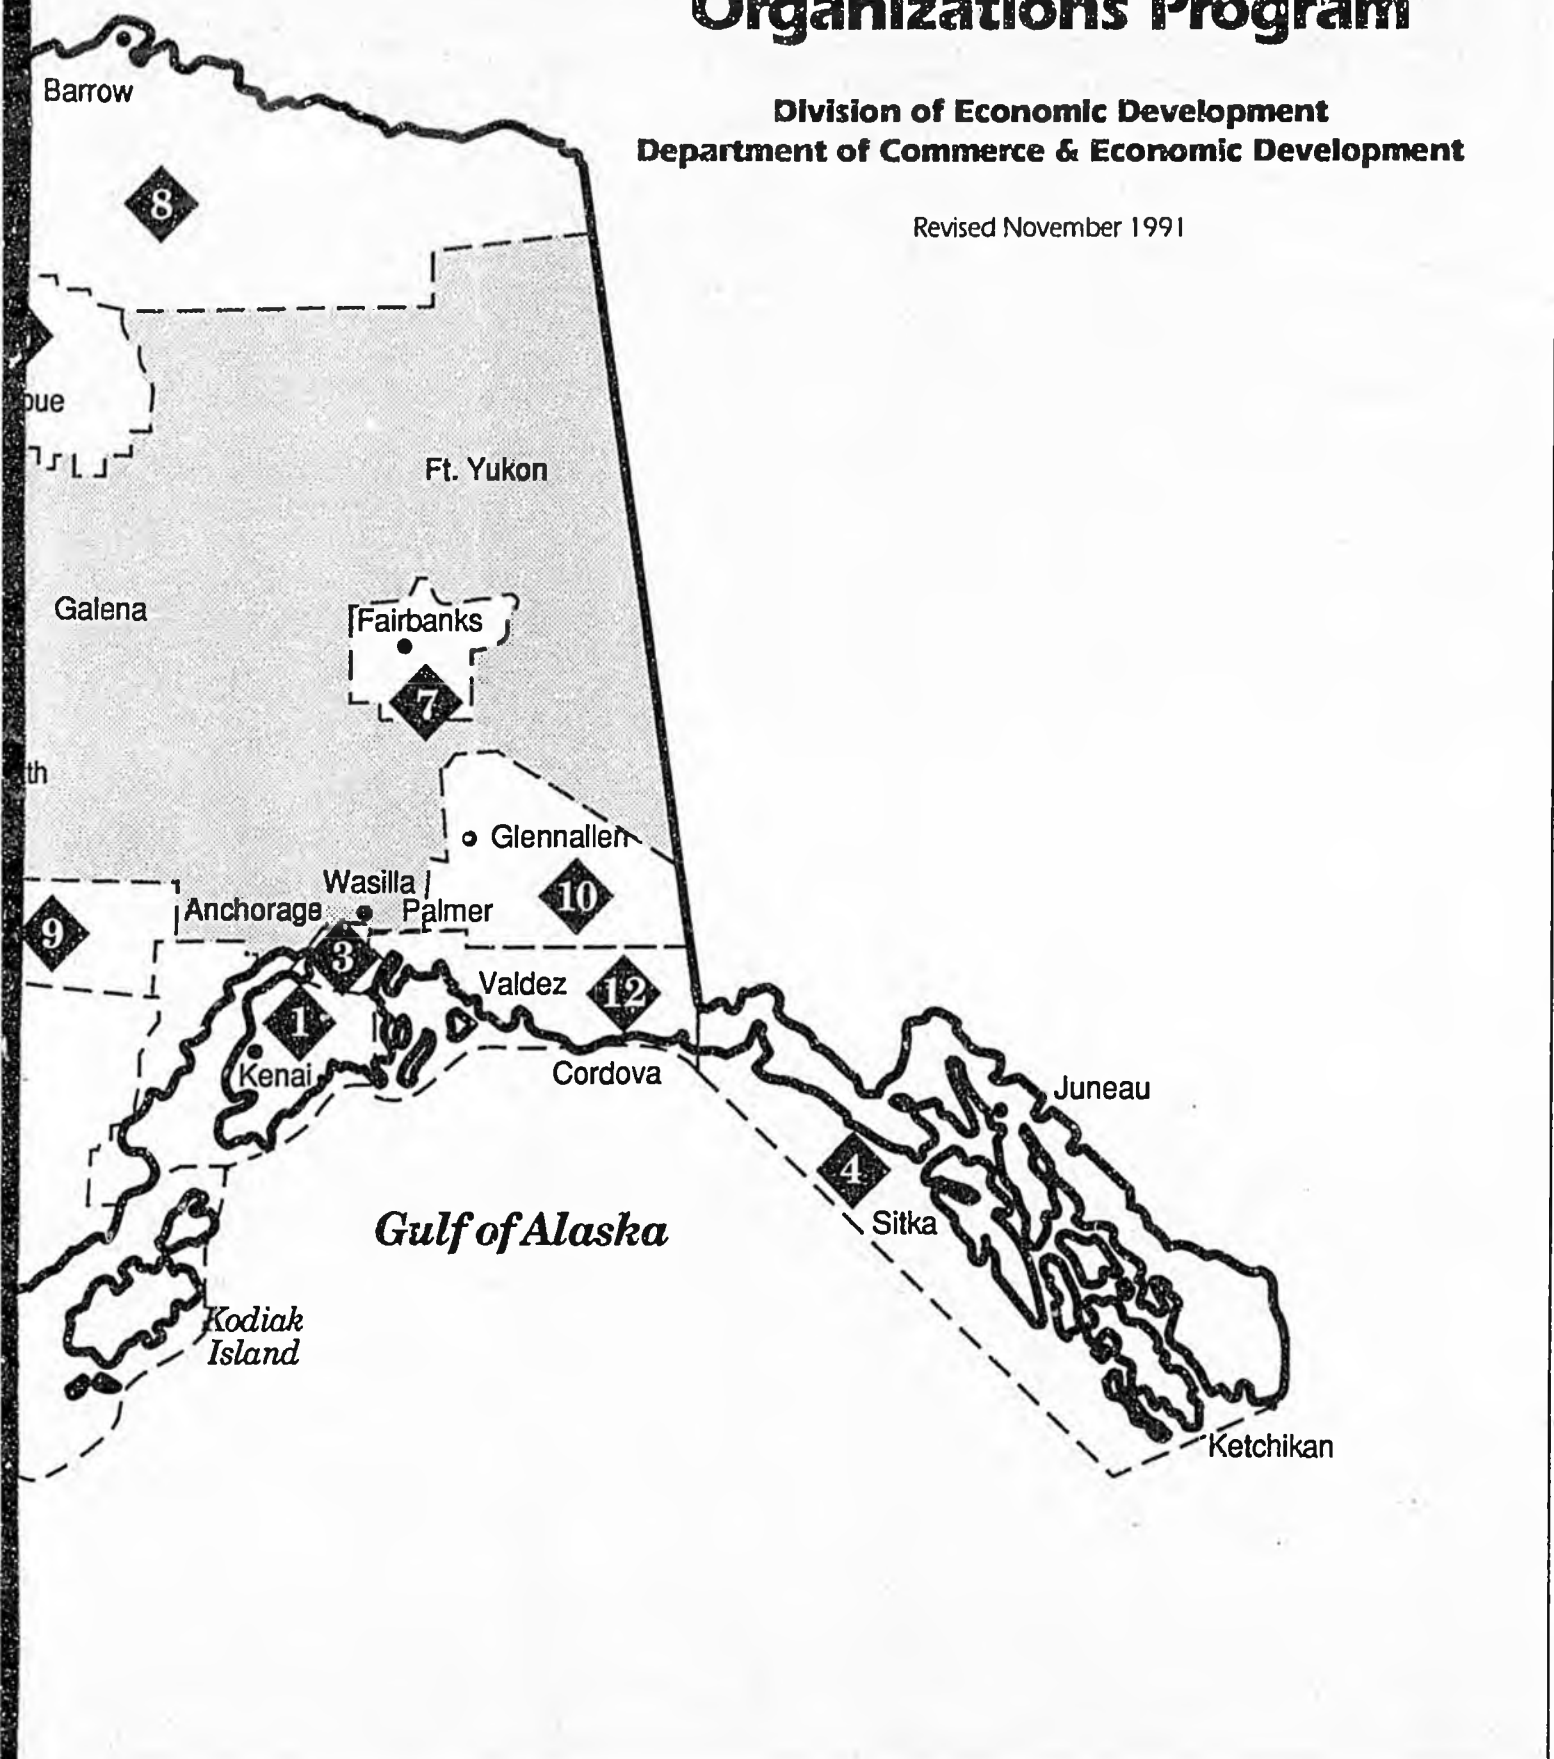 Organizations Program
Division of Economic Development
Department of Commerce & Economic Development
Revised November 1991
Barrow
8
Ft. Yukon
Galena
Fairbanks
7
Glennallen
Wasilla
10
Anchorage
Palmer
9
3
Valdez
12
1
Kenai
Cordova
Juneau
4
Sitka
Gulf of Alaska
Kodiak
Island
Ketchikan